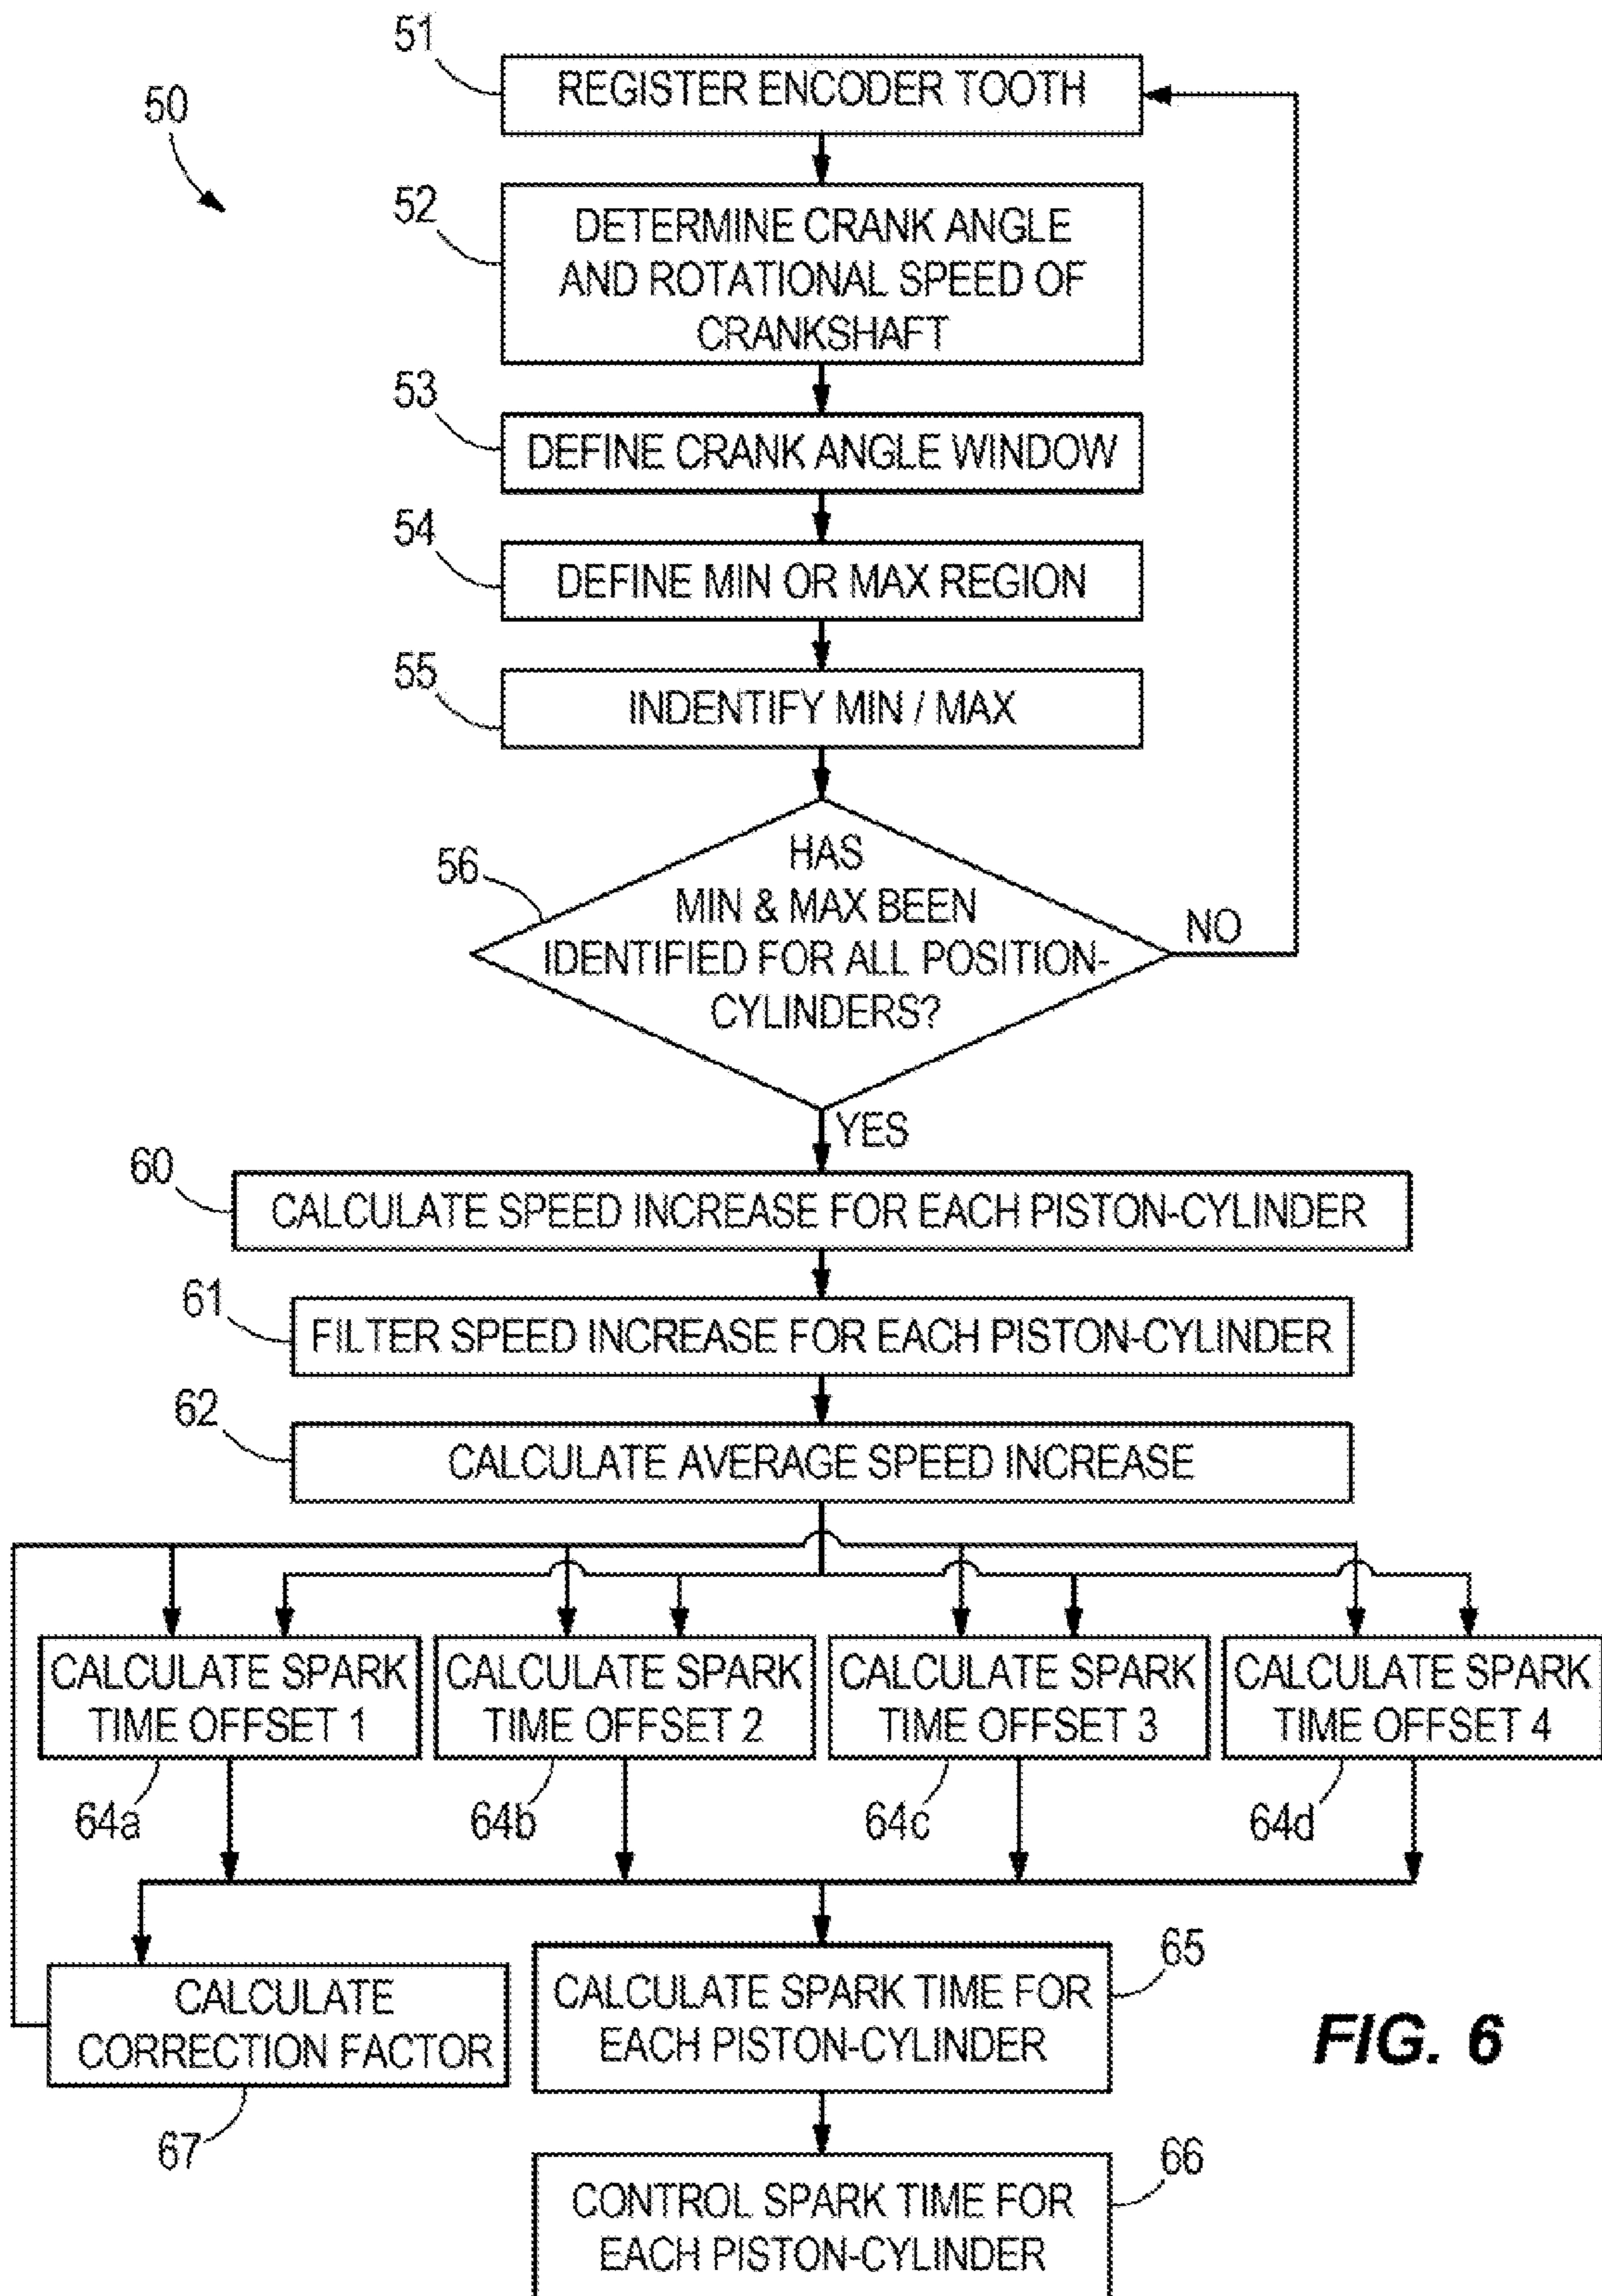 51
REGISTER ENCODER TOOTH
50
52
DETERMINE CRANK ANGLE
AND ROTATIONAL SPEED OF
CRANKSHAFT
53
DEFINE CRANK ANGLE WINDOW
54
DEFINE MIN OR MAX REGION
55
INDENTIFY MIN / MAX
56
HAS
MIN & MAX BEEN
IDENTIFIED FOR ALL POSITION-
CYLINDERS?
NO
YES
60
CALCULATE SPEED INCREASE FOR EACH PISTON-CYLINDER
61
FILTER SPEED INCREASE FOR EACH PISTON-CYLINDER
62
CALCULATE AVERAGE SPEED INCREASE
CALCULATE SPARK
TIME OFFSET 1
CALCULATE SPARK
TIME OFFSET 2
CALCULATE SPARK
TIME OFFSET 3
CALCULATE SPARK
TIME OFFSET 4
64a
64b
64c
64d
CALCULATE
CORRECTION FACTOR
67
65
CALCULATE SPARK TIME FOR
EACH PISTON-CYLINDER
66
CONTROL SPARK TIME FOR
EACH PISTON-CYLINDER
FIG. 6